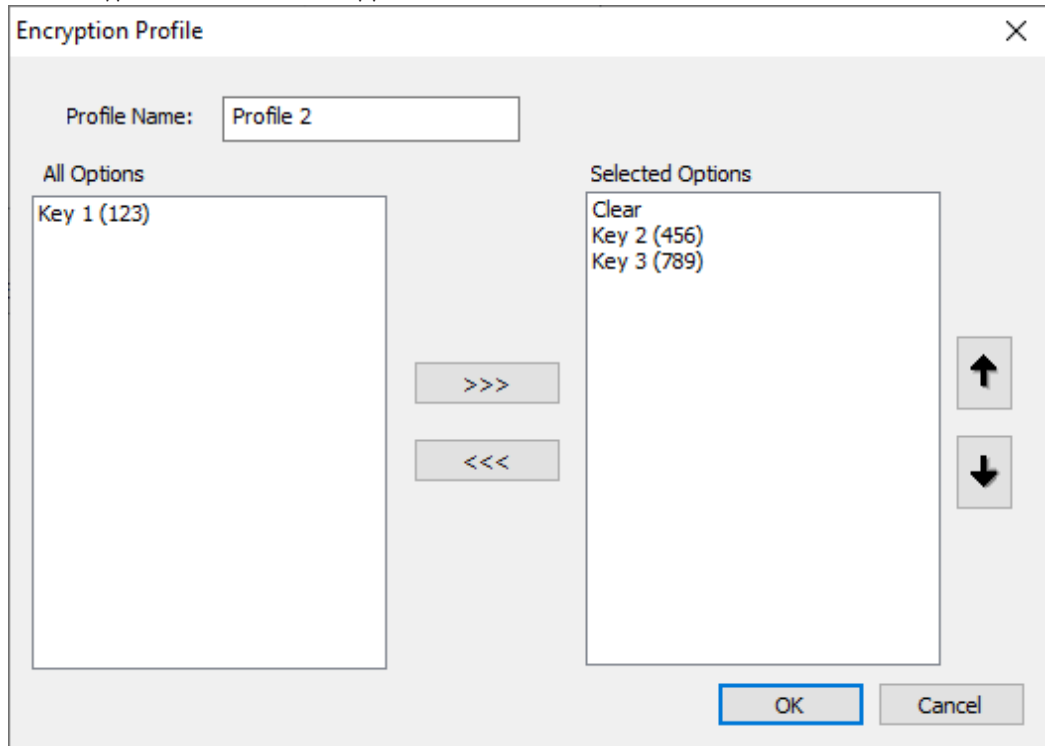 Encryption Profile
Profile Name: Profile 2
All Options
Key 1 (123)
Selected Options
Clear
Key 2 (456)
Key 3 (789)
>>>
<<<
OK
Cancel